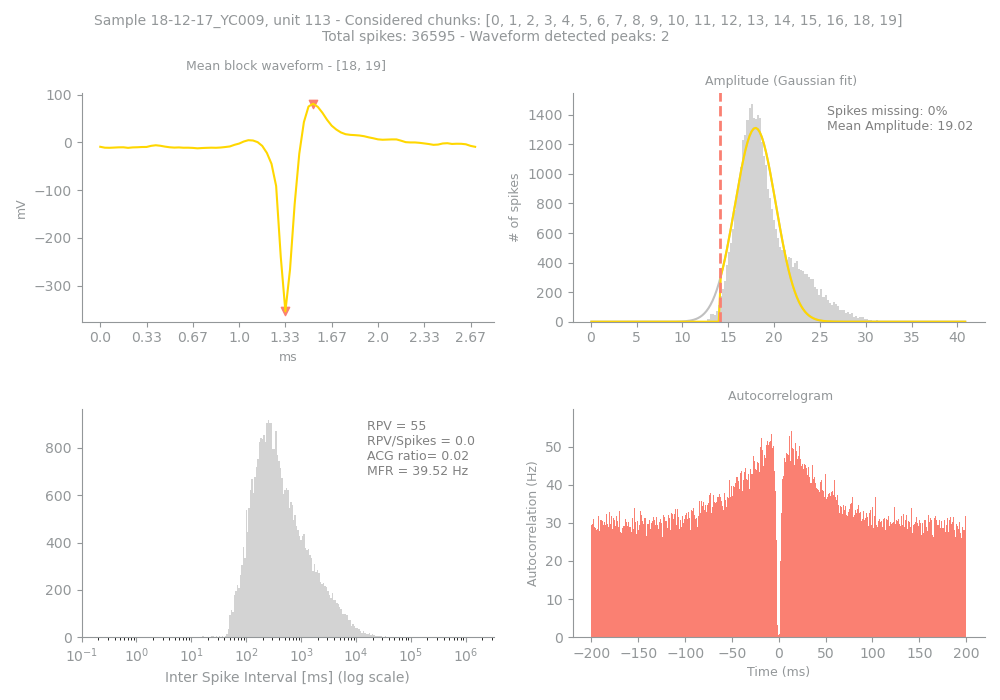 Sample 18-12-17_YC009, unit 113 - Considered chunks: [0, 1, 2, 3, 4, 5, 6, 7, 8, 9, 10, 11, 12, 13, 14, 15, 16, 18, 19]
Total spikes: 36595 - Waveform detected peaks: 2
Mean block waveform - [18, 19]
100
0
−100
−200
−300
mV
0.0 0.33 0.67 1.0 1.33 1.67 2.0 2.33 2.67
ms
Amplitude (Gaussian fit)
Spikes missing: 0%
Mean Amplitude: 19.02
1400
1200
1000
800
600
400
200
0
# of spikes
0 5 10 15 20 25 30 35 40
RPV = 55
RPV/Spikes = 0.0
ACG ratio= 0.02
MFR = 39.52 Hz
800
600
400
200
0
10⁻¹ 10⁰ 10¹ 10² 10³ 10⁴ 10⁵ 10⁶
Inter Spike Interval [ms] (log scale)
Autocorrelogram
50
40
30
20
10
0
Autocorrelation (Hz)
−200 −150 −100 −50 0 50 100 150 200
Time (ms)